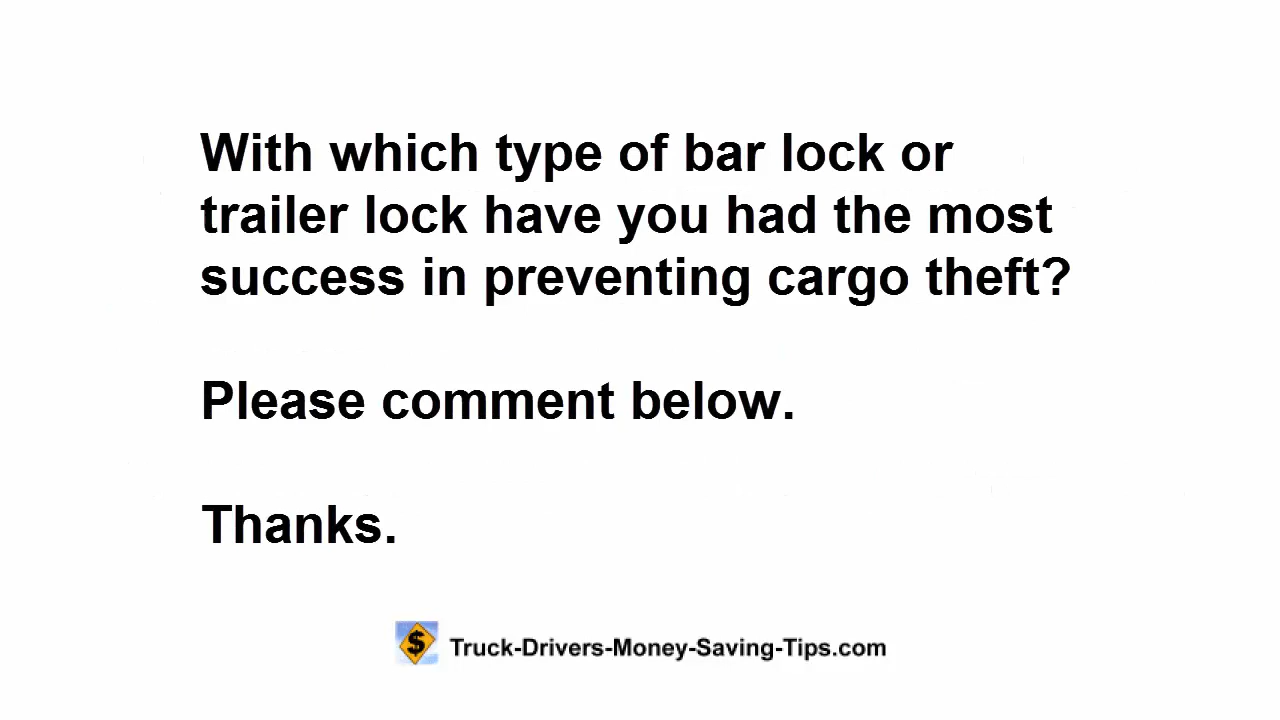 With which type of bar lock or
trailer lock have you had the most
success in preventing cargo theft?
Please comment below.
Thanks.
$ Truck-Drivers-Money-Saving-Tips.com